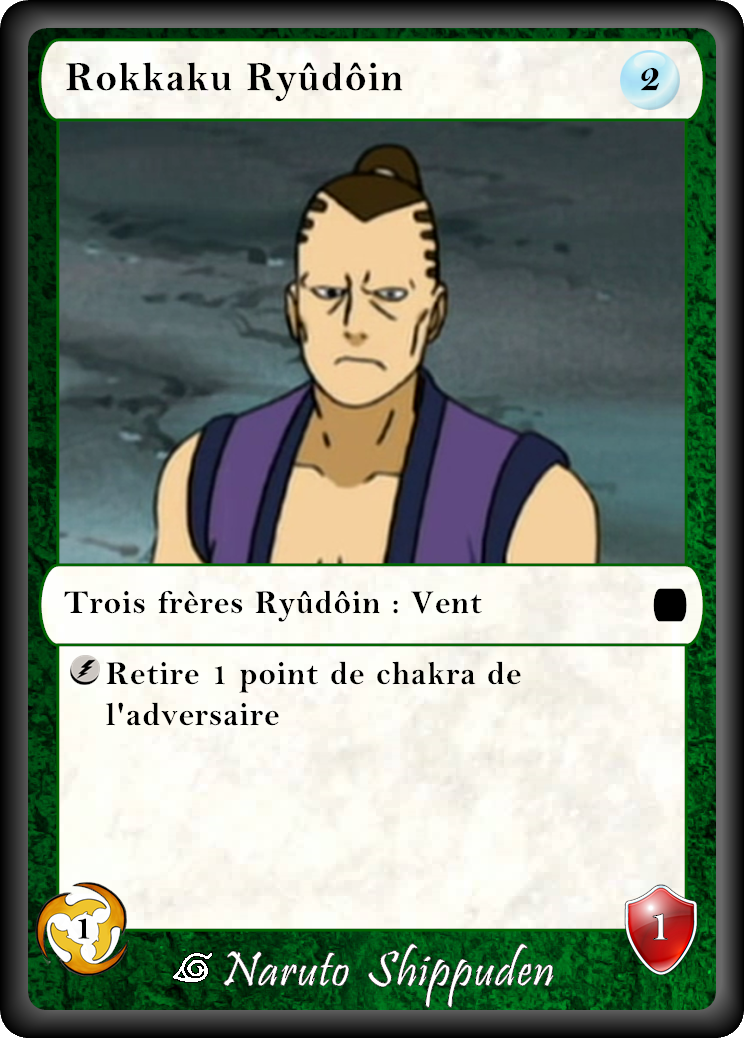 Rokkaku Ryûdôin
2
Trois frères Ryûdôin : Vent
Retire 1 point de chakra de
l'adversaire
1
1
Naruto Shippuden